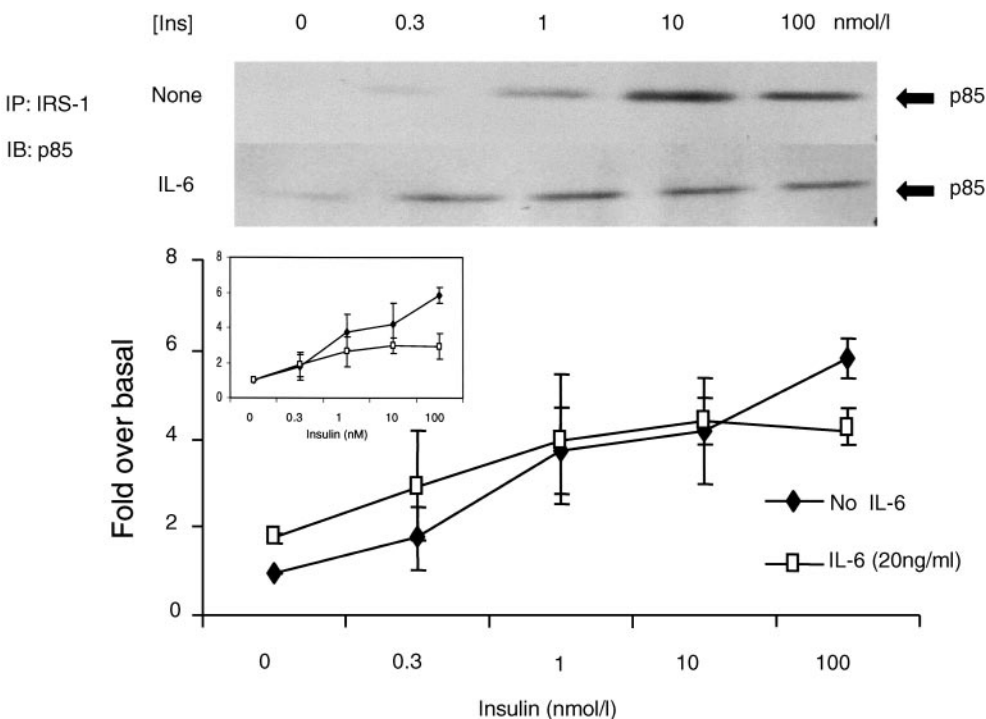 [Ins] 0 0.3 1 10 100 nmol/l
None p85
IP: IRS-1
IB: p85
IL-6 p85
8
6
4
2
0
Fold over basal
8
6
4
2
0
0 0.3 1 10 100
Insulin (nM)
No IL-6
IL-6 (20ng/ml)
0 0.3 1 10 100
Insulin (nmol/l)